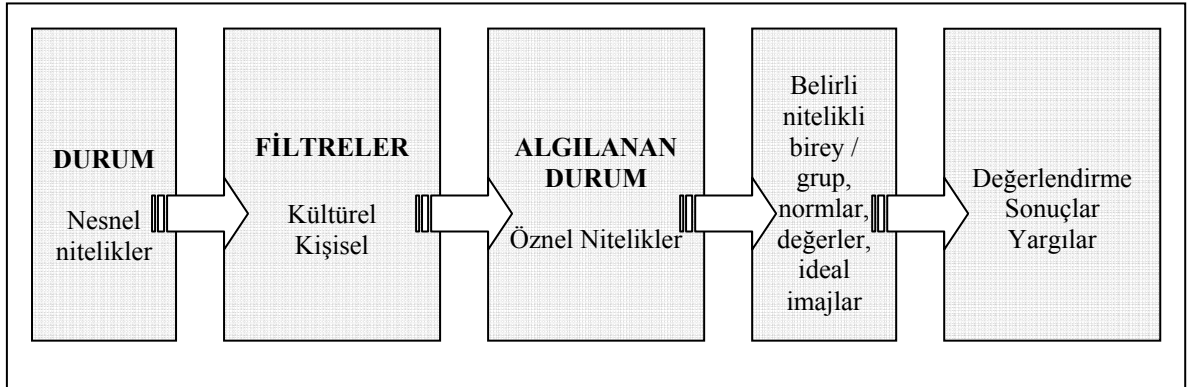 DURUM
Nesnel
nitelikler
FİLTRELER
Kültürel
Kişisel
ALGILANAN
DURUM
Öznel Nitelikler
Belirli
nitelikli
birey /
grup,
normlar,
değerler,
ideal
imajlar
Değerlendirme
Sonuçlar
Yargılar